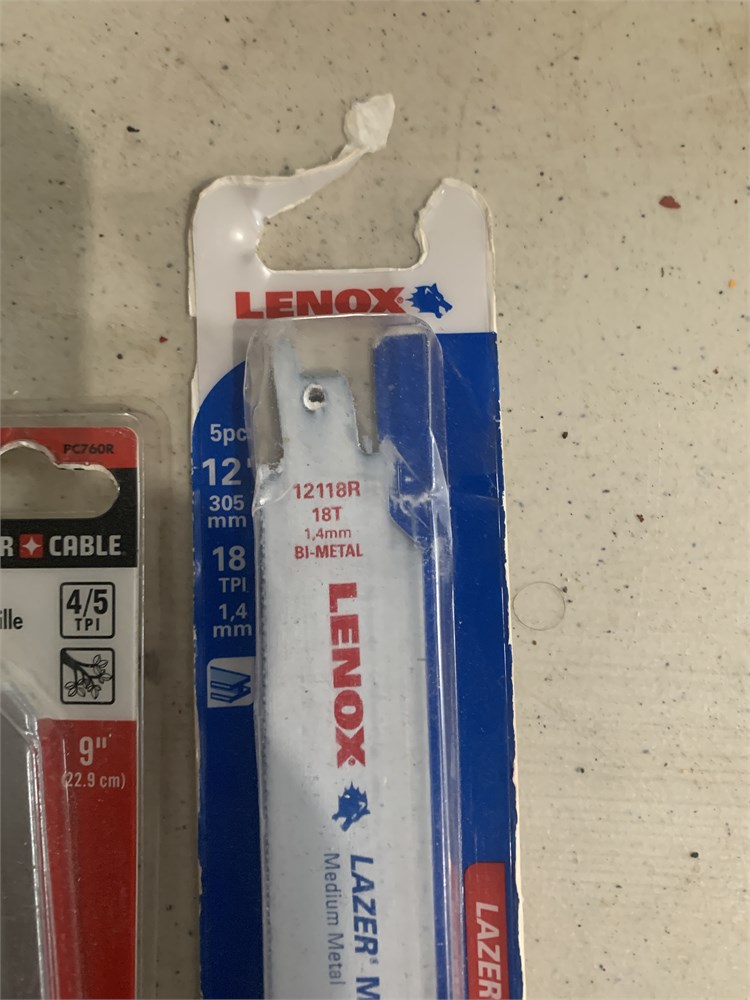 LENOX®
5pc
12"
305
mm
18
TPI
1,4
mm
12118R
18T
1,4mm
BI-METAL
LENOX®
LAZER® M
Medium Metal
LAZER
PC760R
R CABLE
ille
4/5
TPI
9"
(22.9 cm)